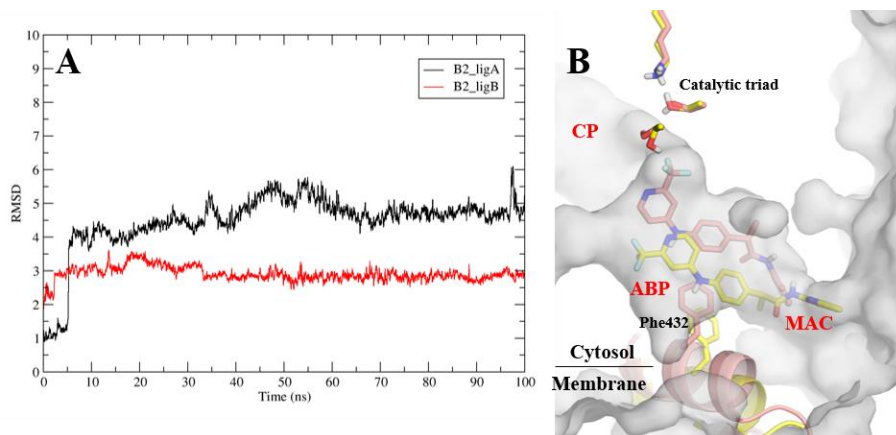 A
B2_ligA
B2_ligB
RMSD
10
9
8
7
6
5
4
3
2
1
0
0 10 20 30 40 50 60 70 80 90 100
Time (ns)
B
Catalytic triad
CP
ABP
Phe432
MAC
Cytosol
Membrane